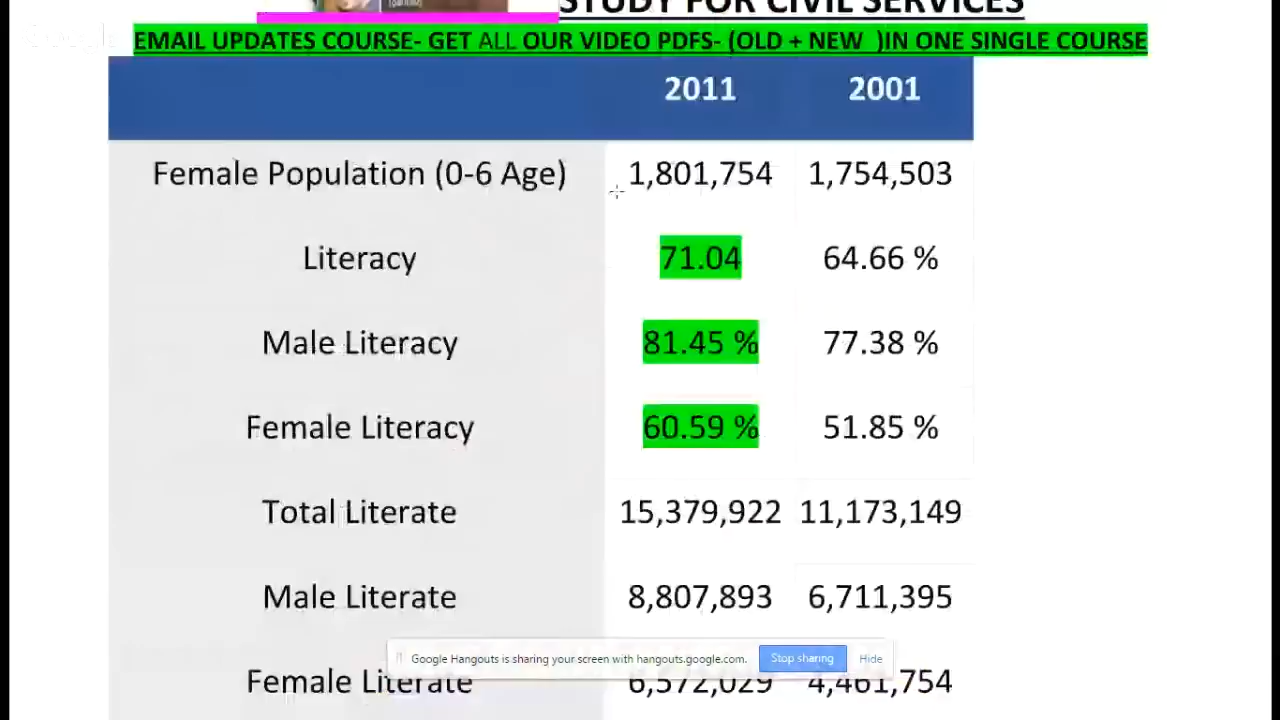 STUDY FOR CIVIL SERVICES
EMAIL UPDATES COURSE- GET ALL OUR VIDEO PDFS- (OLD + NEW )IN ONE SINGLE COURSE
2011 2001
Female Population (0-6 Age) 1,801,754 1,754,503
Literacy 71.04 64.66 %
Male Literacy 81.45 % 77.38 %
Female Literacy 60.59 % 51.85 %
Total Literate 15,379,922 11,173,149
Male Literate 8,807,893 6,711,395
Google Hangouts is sharing your screen with hangouts.google.com. Stop sharing Hide
Female Literate 6,572,029 4,461,754